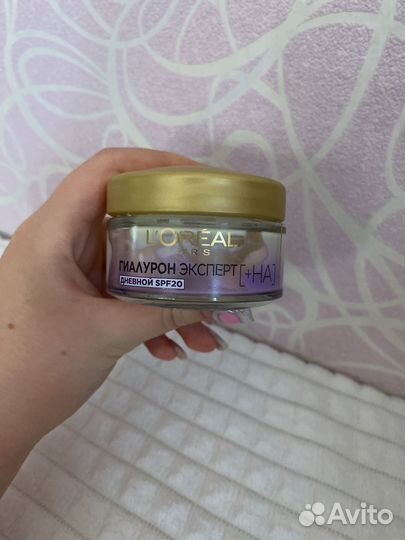 L'ORÉAL
PARIS
ГИАЛУРОН ЭКСПЕРТ [+HA]
ДНЕВНОЙ SPF20
Avito